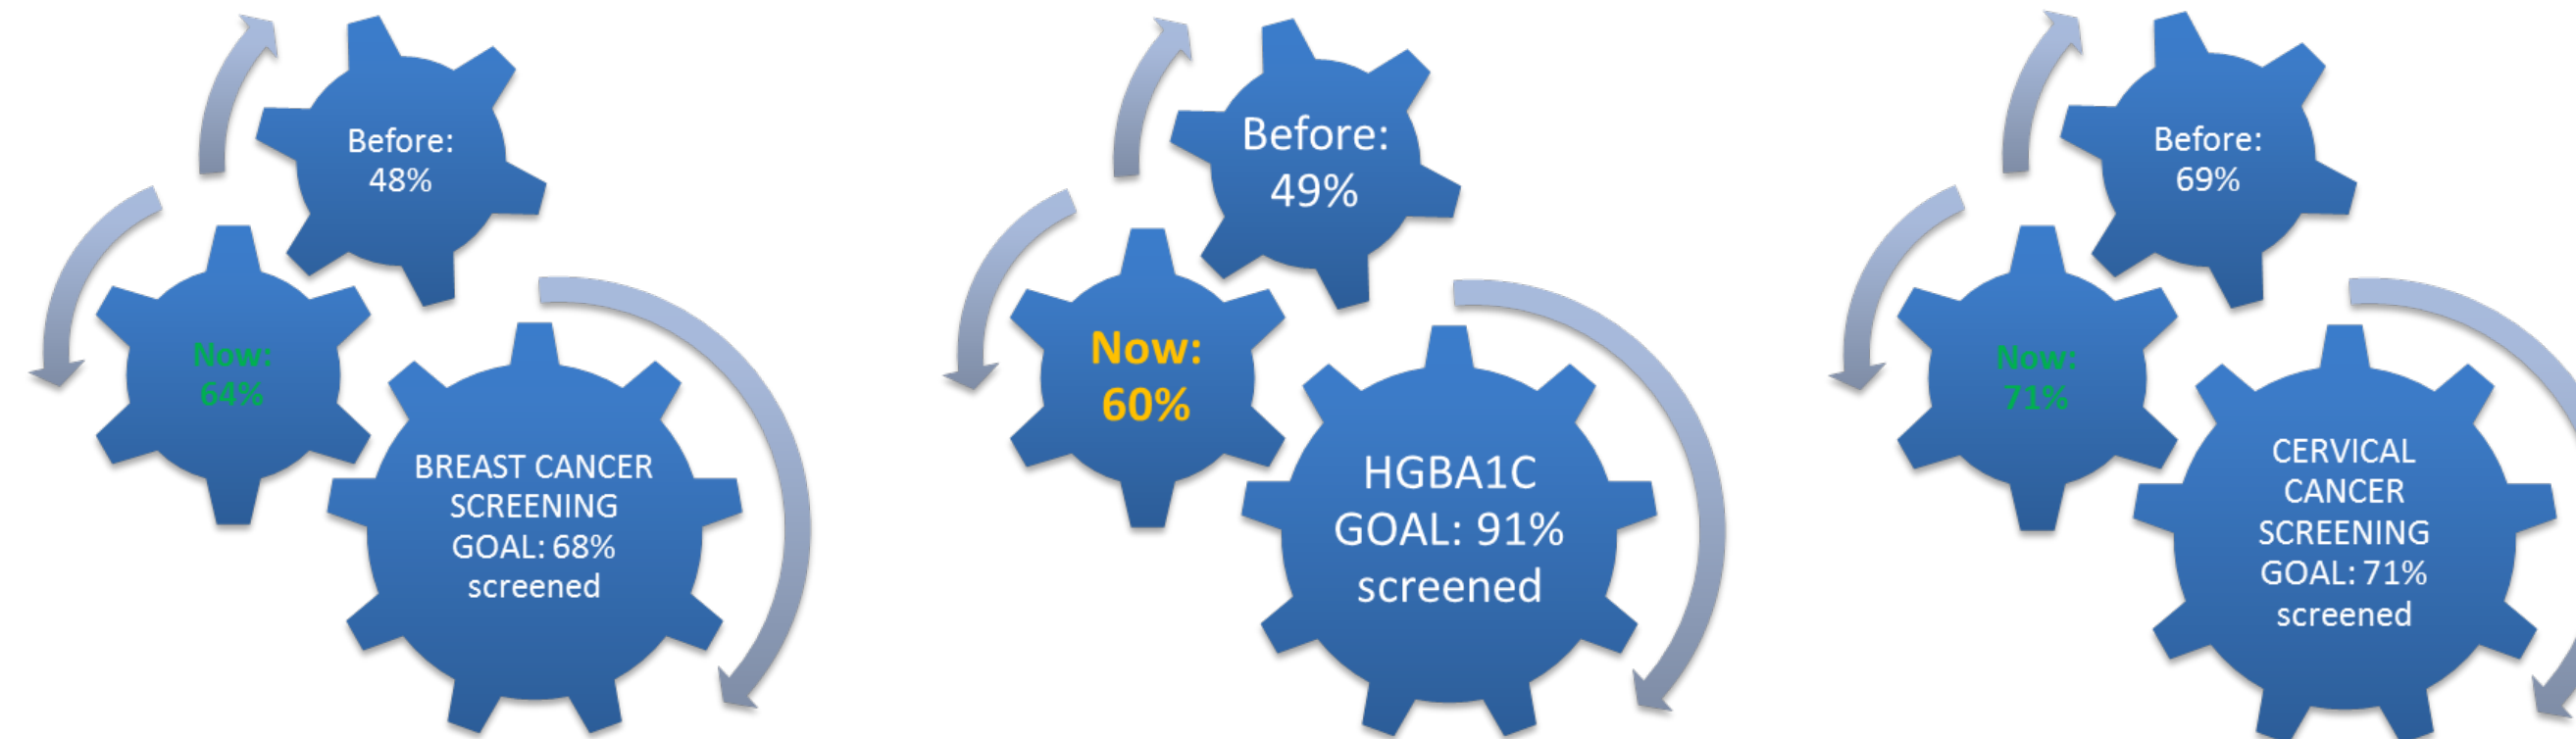 Before:
48%
Now:
64%
BREAST CANCER
SCREENING
GOAL: 68%
screened
Before:
49%
Now:
60%
HGBA1C
GOAL: 91%
screened
Before:
69%
Now:
71%
CERVICAL
CANCER
SCREENING
GOAL: 71%
screened